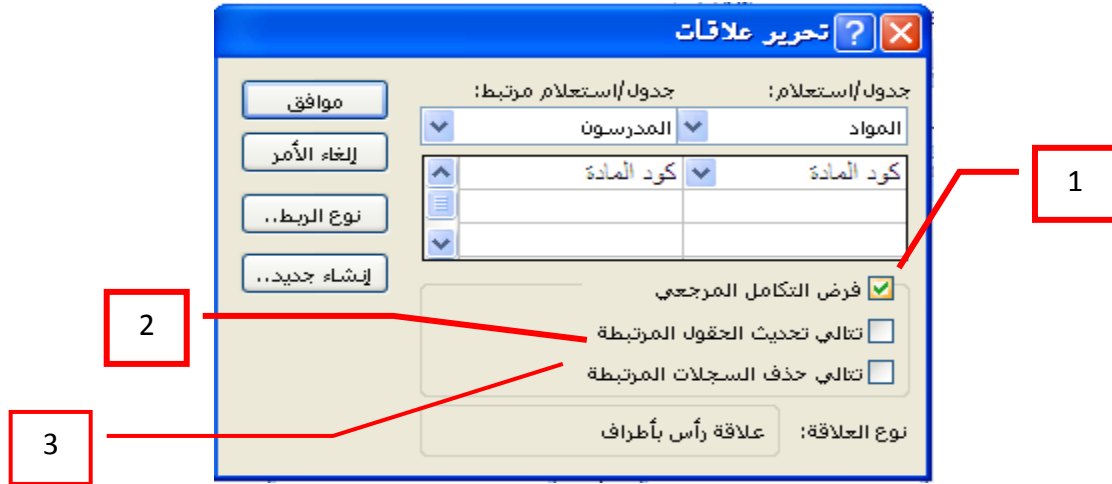 تحرير علاقات
جدول/استعلام: جدول/استعلام مرتبط:
المواد المدرسون
كود المادة كود المادة
موافق
إلغاء الأمر
نوع الربط..
إنشاء جديد..
فرض التكامل المرجعي
تتالي تحديث الحقول المرتبطة
تتالي حذف السجلات المرتبطة
نوع العلاقة: علاقة رأس بأطراف
1
2
3